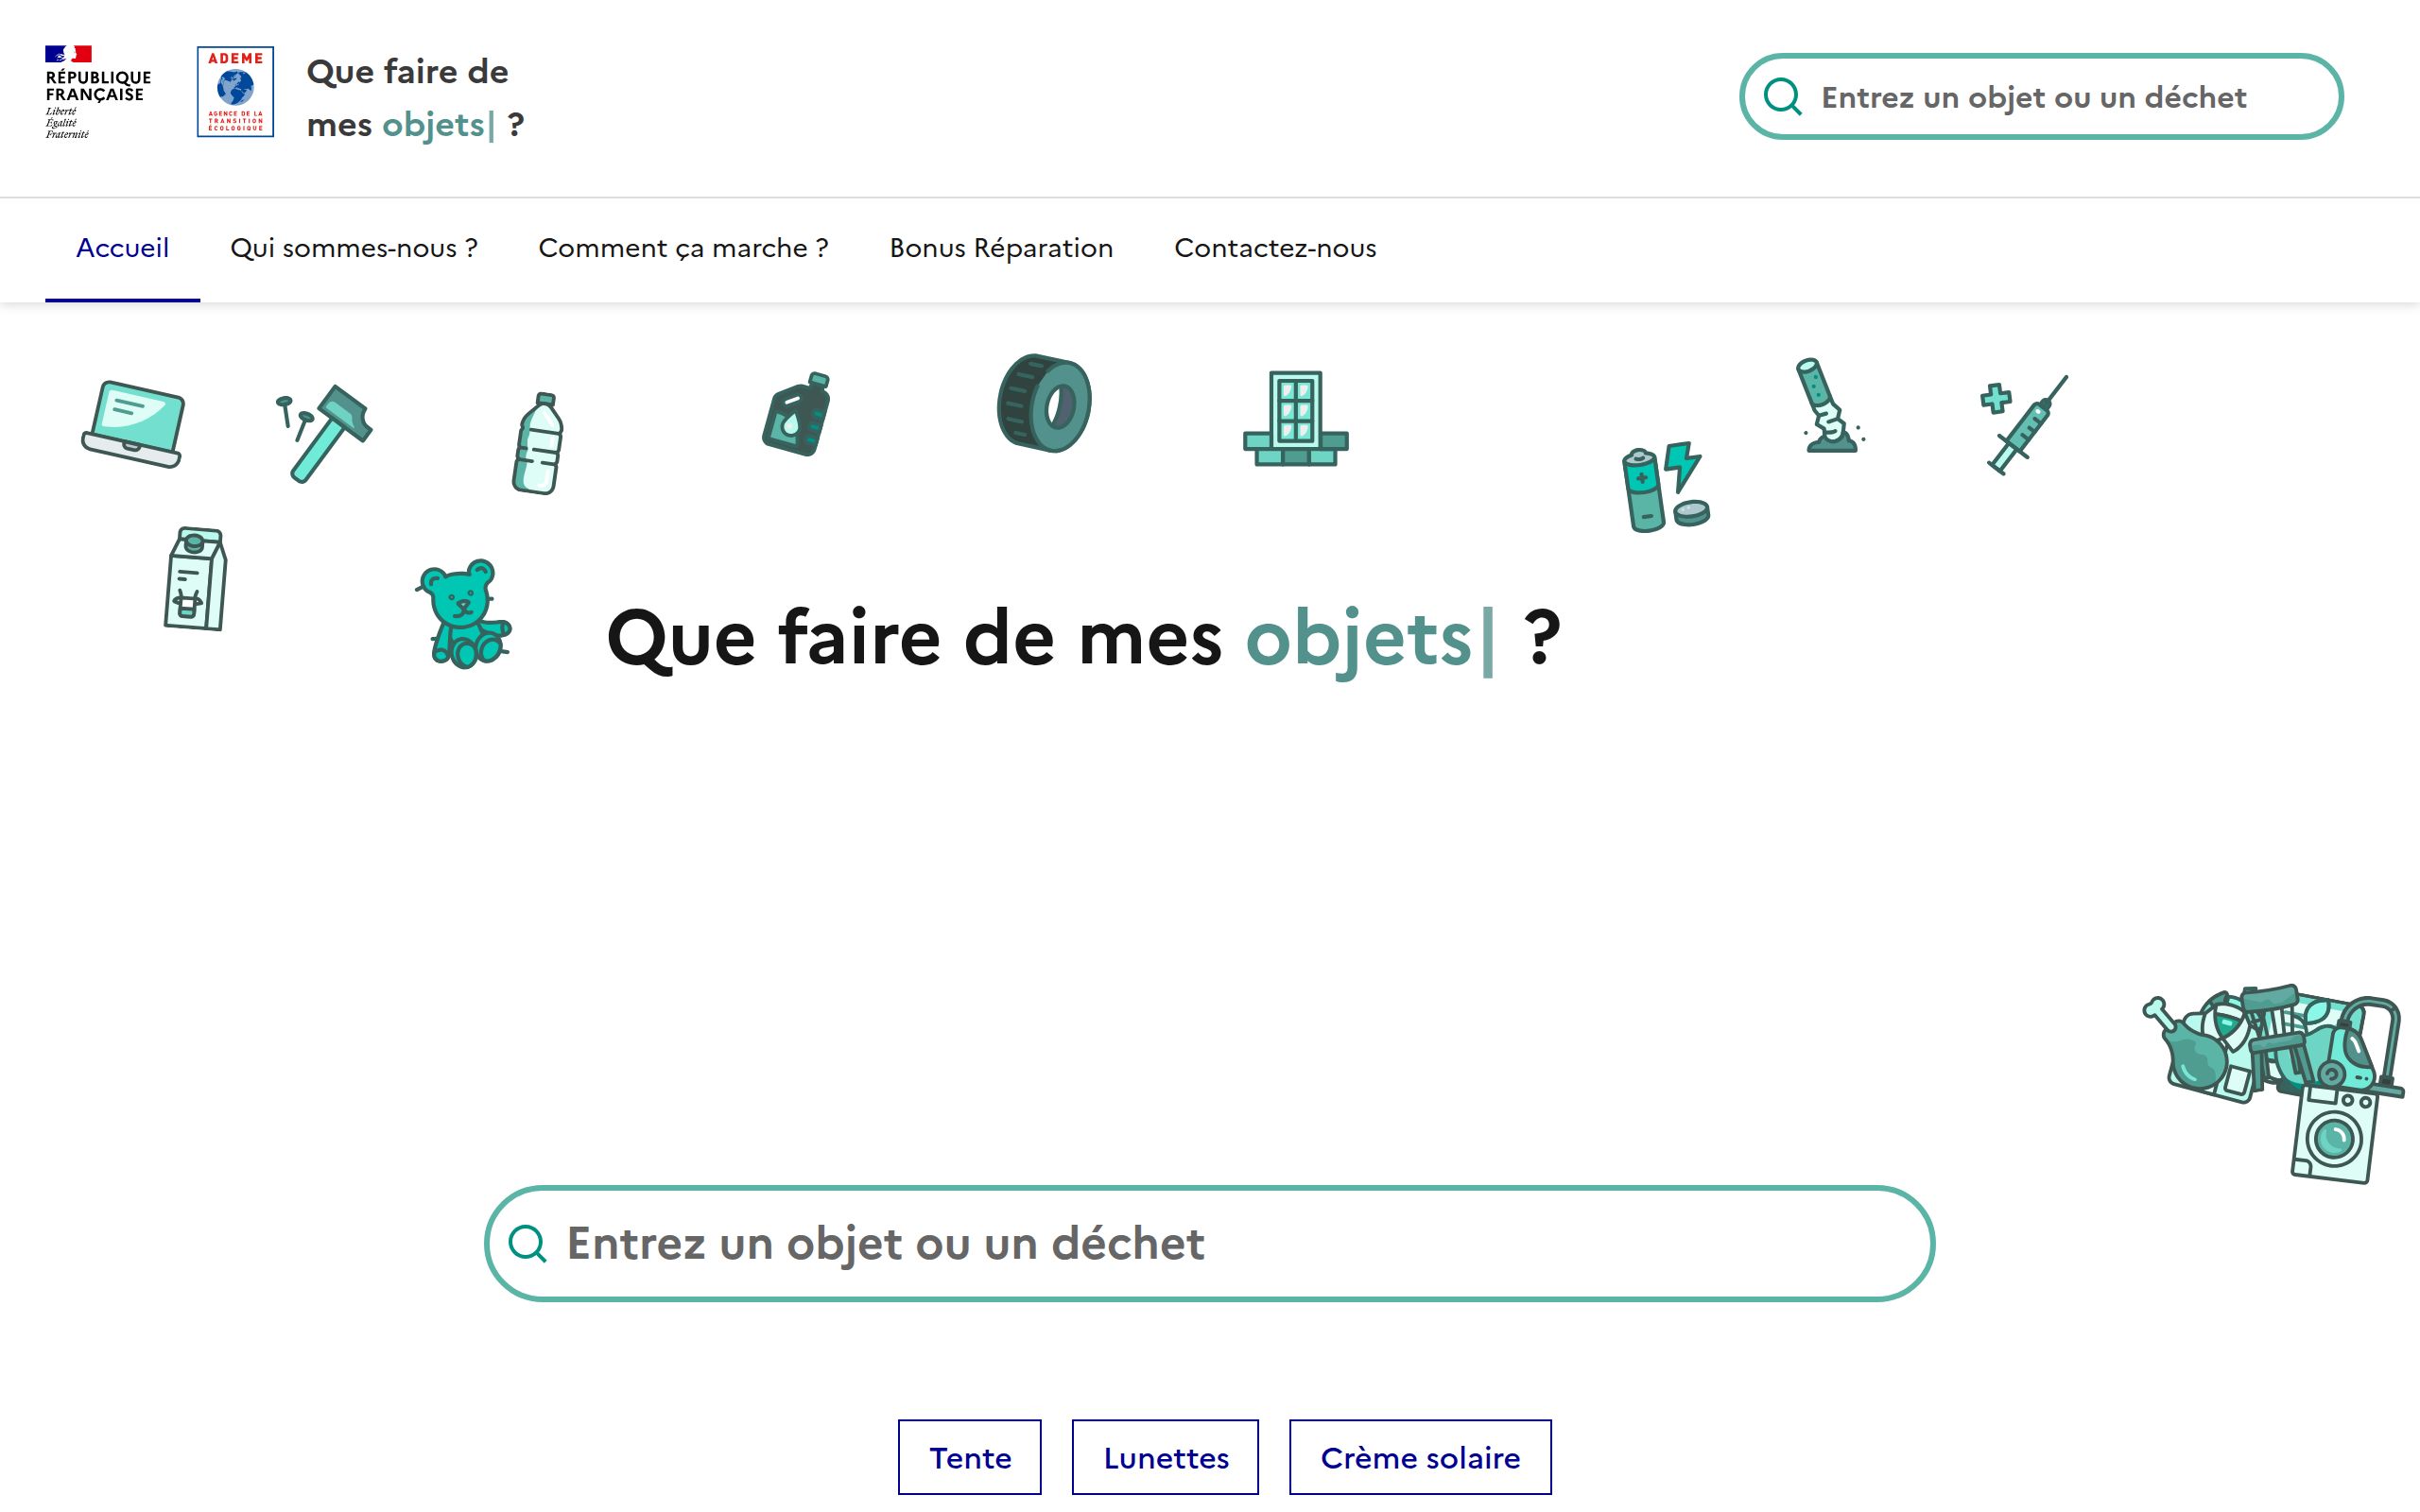 RÉPUBLIQUE
FRANÇAISE
Liberté
Égalité
Fraternité
ADEME
AGENCE DE LA
TRANSITION
ÉCOLOGIQUE
Que faire de
mes objets| ?
Entrez un objet ou un déchet
Accueil
Qui sommes-nous ?
Comment ça marche ?
Bonus Réparation
Contactez-nous
Que faire de mes objets| ?
Entrez un objet ou un déchet
Tente
Lunettes
Crème solaire